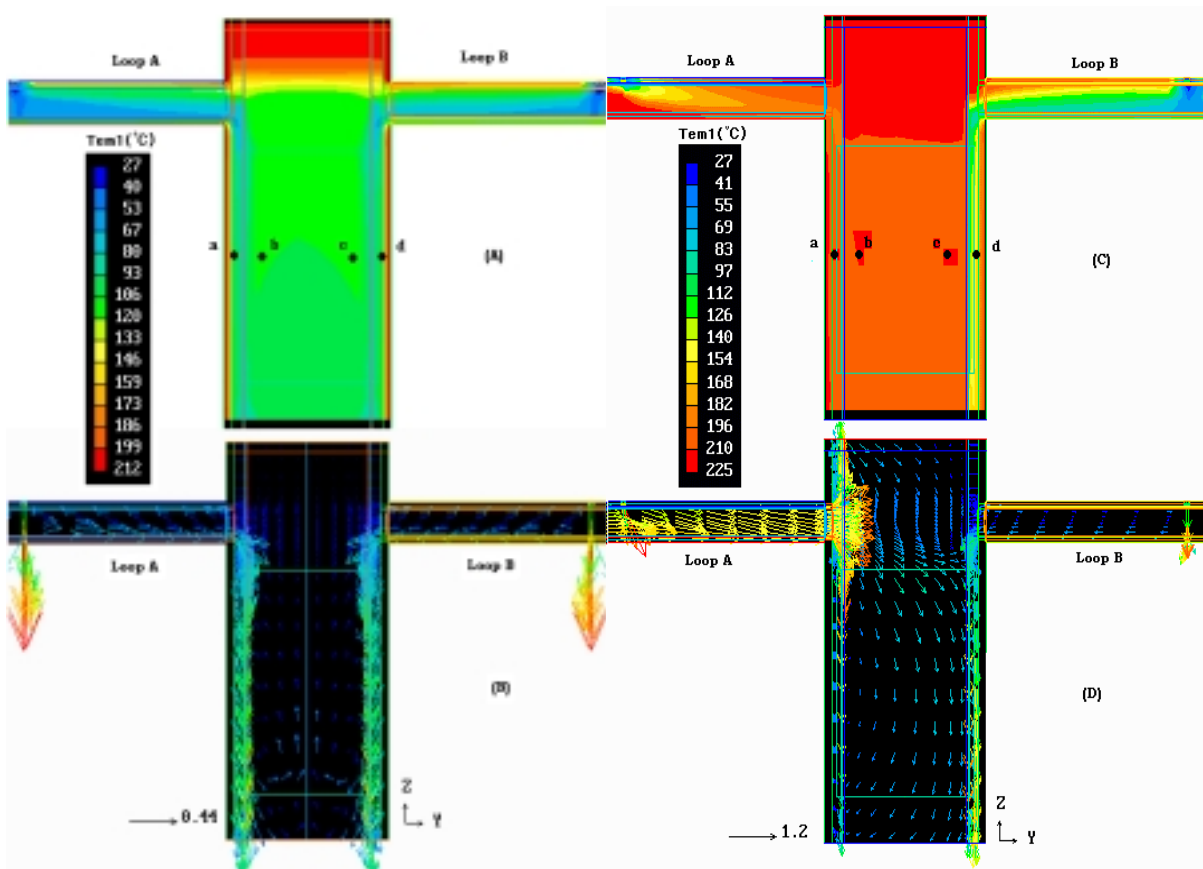 Loop A
Loop B
Tem1(°C)
27
40
53
67
80
93
106
120
133
146
159
173
186
199
212
a
b
c
d
(A)
Loop A
Loop B
(B)
0.44
Z
Y
Loop A
Loop B
Tem1(°C)
27
41
55
69
83
97
112
126
140
154
168
182
196
210
225
a
b
c
d
(C)
Loop A
Loop B
(D)
1.2
Z
Y